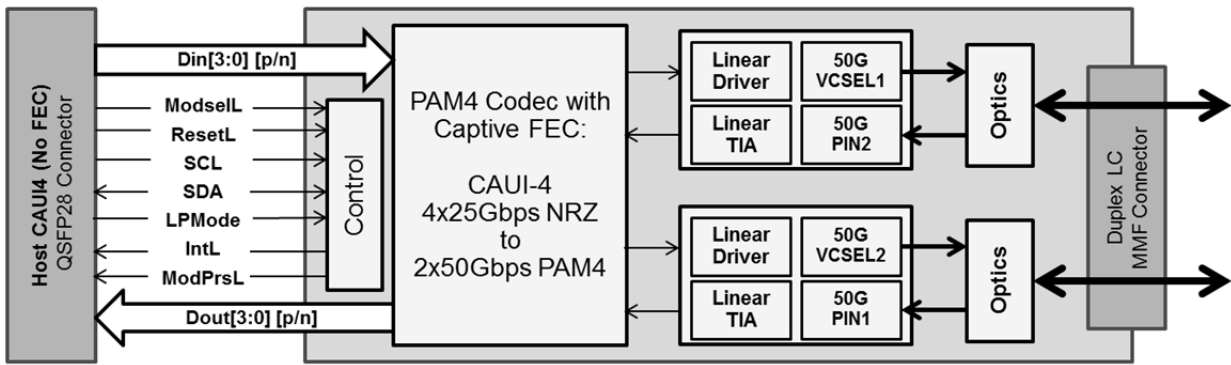 Host CAUI4 (No FEC)
QSFP28 Connector
Din[3:0] [p/n]
ModselL
ResetL
SCL
SDA
LPMode
IntL
ModPrsL
Dout[3:0] [p/n]
Control
PAM4 Codec with
Captive FEC:
CAUI-4
4x25Gbps NRZ
to
2x50Gbps PAM4
Linear
Driver
50G
VCSEL1
Linear
TIA
50G
PIN2
Optics
Linear
Driver
50G
VCSEL2
Linear
TIA
50G
PIN1
Optics
Duplex LC
MMF Connector